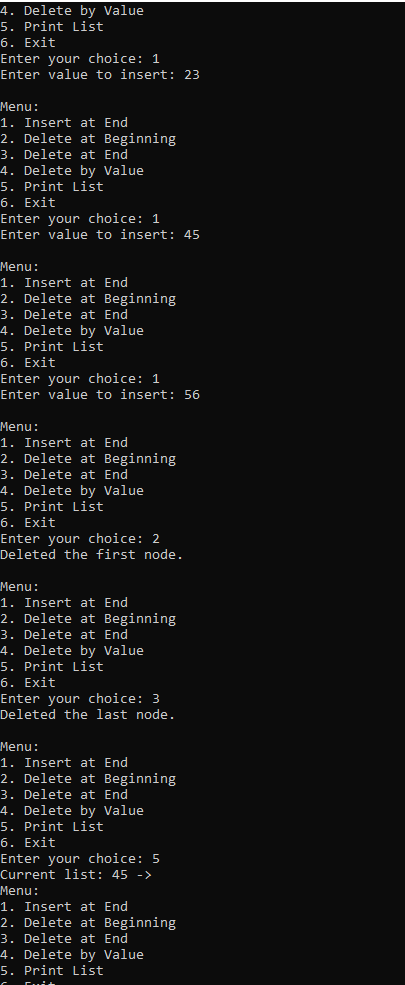 4. Delete by Value
5. Print List
6. Exit
Enter your choice: 1
Enter value to insert: 23
Menu:
1. Insert at End
2. Delete at Beginning
3. Delete at End
4. Delete by Value
5. Print List
6. Exit
Enter your choice: 1
Enter value to insert: 45
Menu:
1. Insert at End
2. Delete at Beginning
3. Delete at End
4. Delete by Value
5. Print List
6. Exit
Enter your choice: 1
Enter value to insert: 56
Menu:
1. Insert at End
2. Delete at Beginning
3. Delete at End
4. Delete by Value
5. Print List
6. Exit
Enter your choice: 2
Deleted the first node.
Menu:
1. Insert at End
2. Delete at Beginning
3. Delete at End
4. Delete by Value
5. Print List
6. Exit
Enter your choice: 3
Deleted the last node.
Menu:
1. Insert at End
2. Delete at Beginning
3. Delete at End
4. Delete by Value
5. Print List
6. Exit
Enter your choice: 5
Current list: 45 ->
Menu:
1. Insert at End
2. Delete at Beginning
3. Delete at End
4. Delete by Value
5. Print List